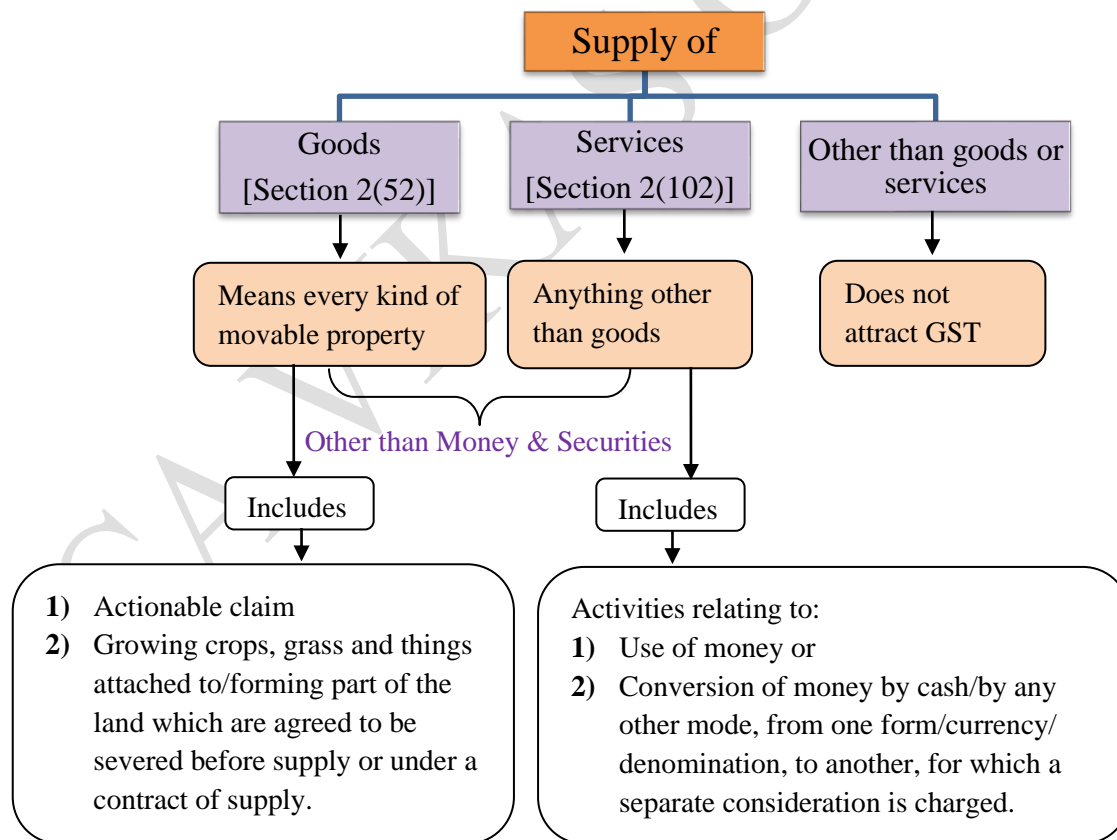 Supply of
Goods
[Section 2(52)]
Services
[Section 2(102)]
Other than goods or
services
Means every kind of
movable property
Anything other
than goods
Does not
attract GST
Other than Money & Securities
Includes
Includes
1) Actionable claim
2) Growing crops, grass and things
attached to/forming part of the
land which are agreed to be
severed before supply or under a
contract of supply.
Activities relating to:
1) Use of money or
2) Conversion of money by cash/by any
other mode, from one form/currency/
denomination, to another, for which a
separate consideration is charged.